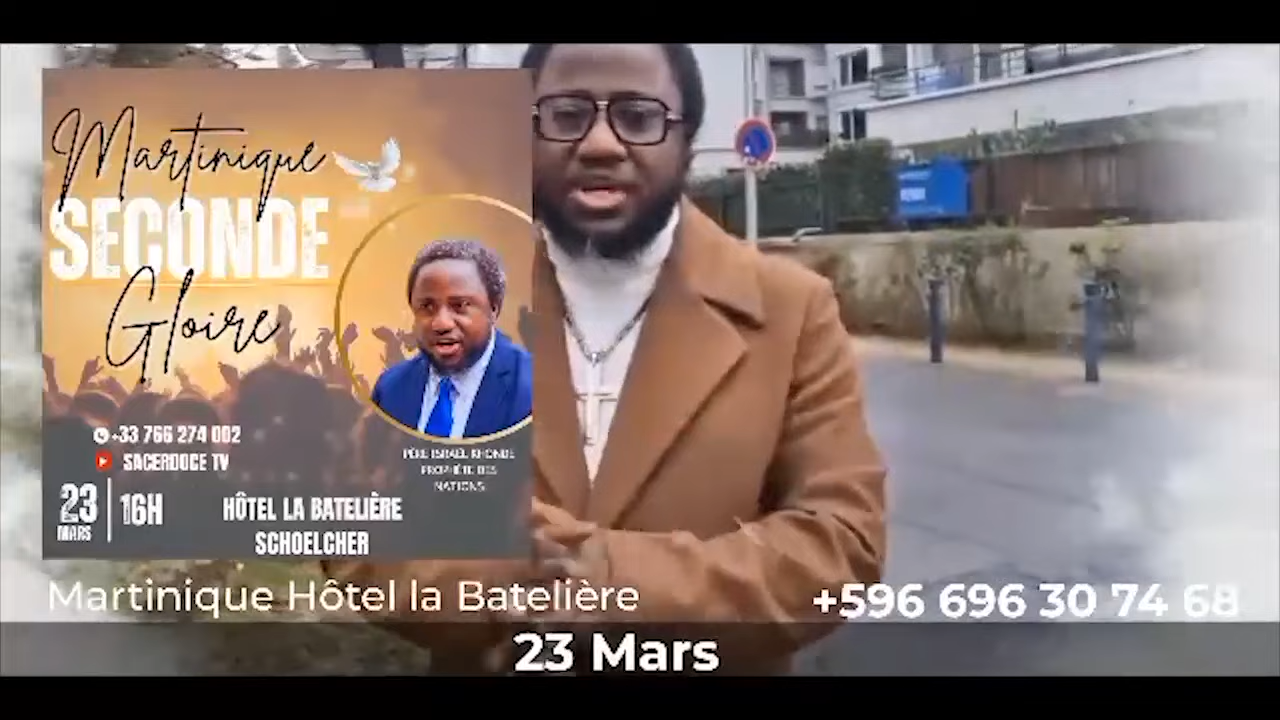 Martinique
SECONDE
Gloire
+33 766 274 002
SACERDOCE TV
PÈRE ISRAËL KHONDE
PROPHÈTE DES
NATIONS
23
MARS
16H
HÔTEL LA BATELIÈRE
SCHOELCHER
Martinique Hôtel la Batelière
+596 696 30 74 68
23 Mars